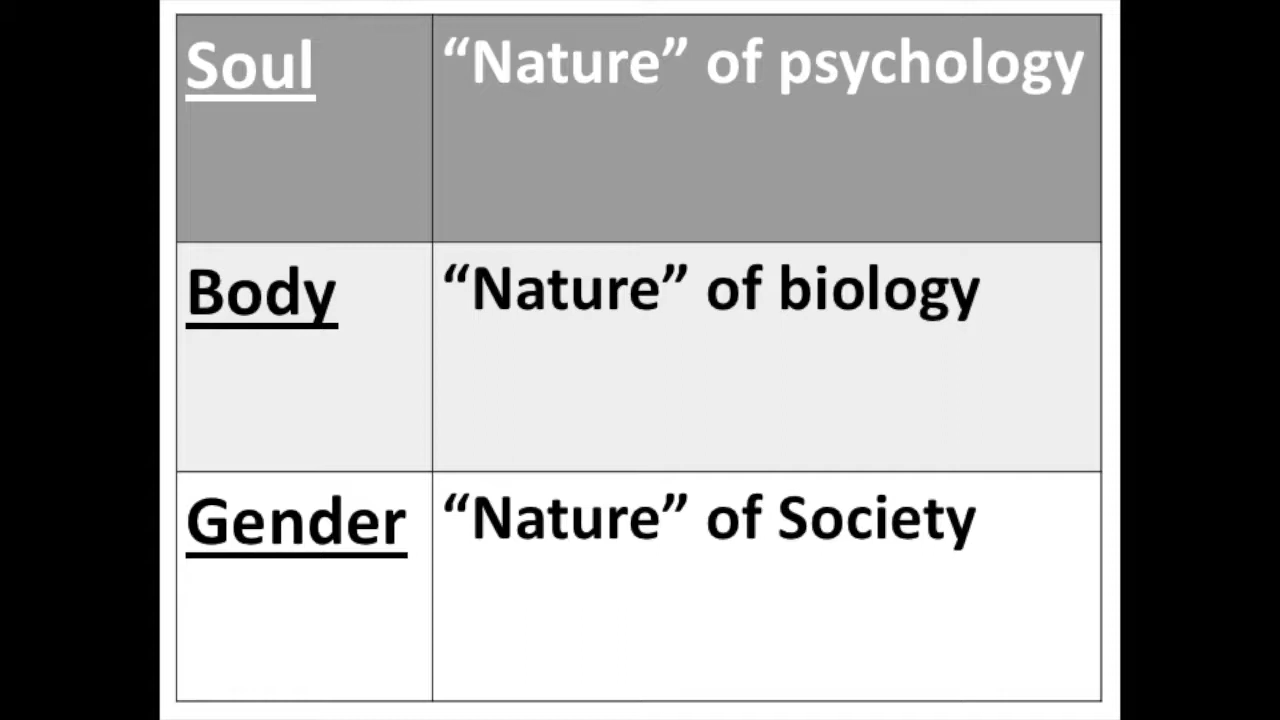 Soul “Nature” of psychology
Body “Nature” of biology
Gender “Nature” of Society